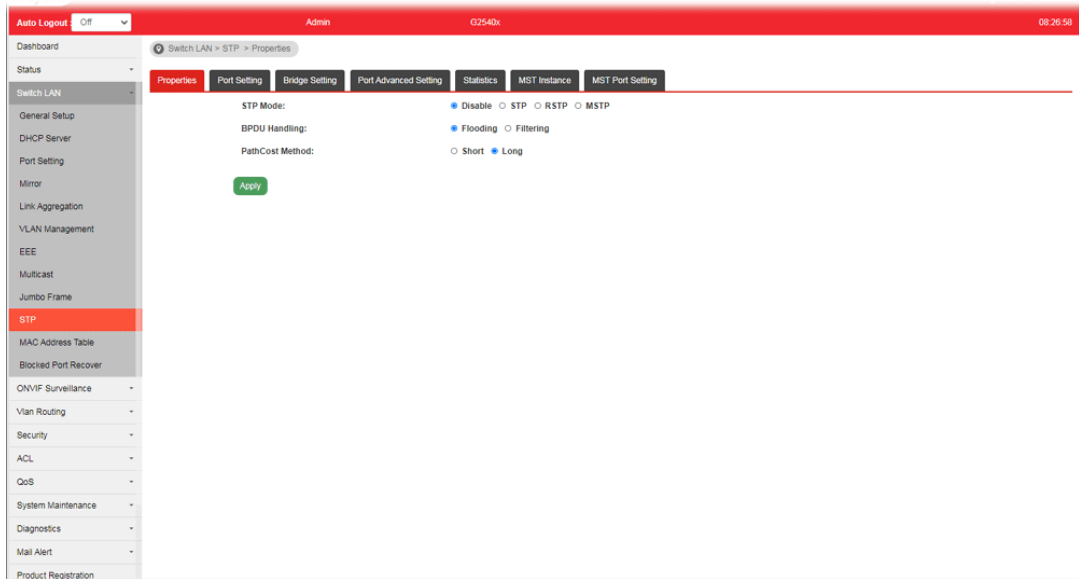 Auto Logout : Off Admin G2540x 08:26:58
Dashboard
Status
Switch LAN
General Setup
DHCP Server
Port Setting
Mirror
Link Aggregation
VLAN Management
EEE
Multicast
Jumbo Frame
STP
MAC Address Table
Blocked Port Recover
ONVIF Surveillance
Vlan Routing
Security
ACL
QoS
System Maintenance
Diagnostics
Mail Alert
Product Registration
Switch LAN > STP > Properties
Properties Port Setting Bridge Setting Port Advanced Setting Statistics MST Instance MST Port Setting
STP Mode: Disable STP RSTP MSTP
BPDU Handling: Flooding Filtering
PathCost Method: Short Long
Apply